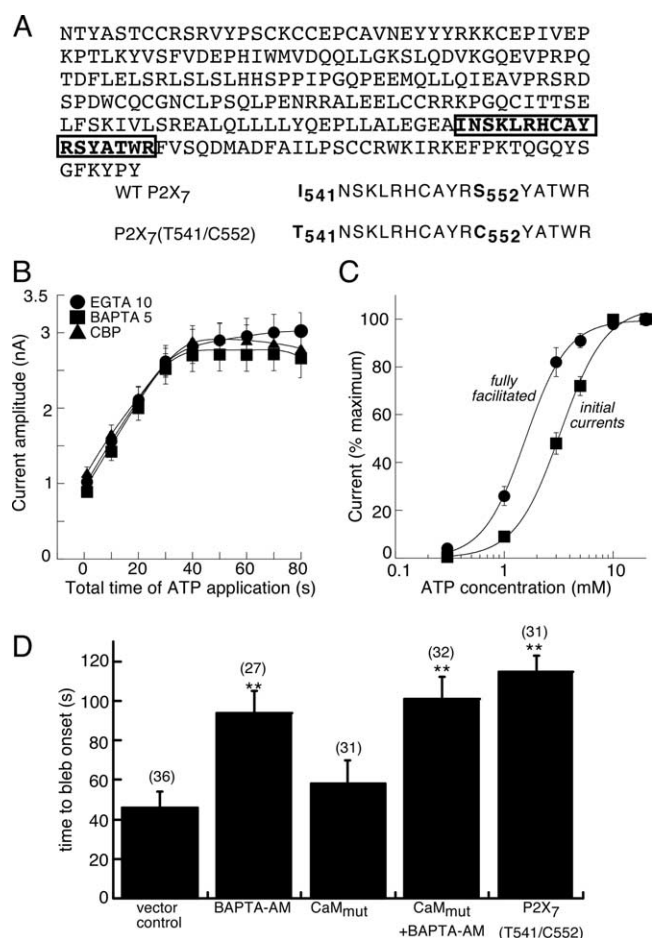 A
NTYASTCCRSRVYPSCKCCEPCAVNEYYYRKKCEPIVEP
KPTLKYVSFVDEPHIWMVDQQLLGKSLQDVKGQEVPRPQ
TDFLELSRLSLSLHHSPPIPGQPEEMQLLQIEAVPRSRD
SPDWCQCGNCLPSQLPENRRALEELCCRRKPGQCITTSE
LFSKIVLSREALQLLLLYQEPLLALEGEAINSKLRHCAY
RSYATWRFVSQDMADFAILPSCCRWKIRKEFPKTQGQYS
GFKYPY
WT P2X7 I541NSKLRHCAYRS552YATWR
P2X7(T541/C552) T541NSKLRHCAYRC552YATWR
B
EGTA 10
BAPTA 5
CBP
Current amplitude (nA)
3.5
3
2
1
0
0 20 40 60 80
Total time of ATP application (s)
C
Current (% maximum)
100
80
60
40
20
0
fully
facilitated
initial
currents
0.1 1 10
ATP concentration (mM)
D
time to bleb onset (s)
120
100
80
60
40
20
0
(36) (27) (31) (32) (31)
** ** **
vector
control
BAPTA-AM
CaMmut
CaMmut
+BAPTA-AM
P2X7
(T541/C552)